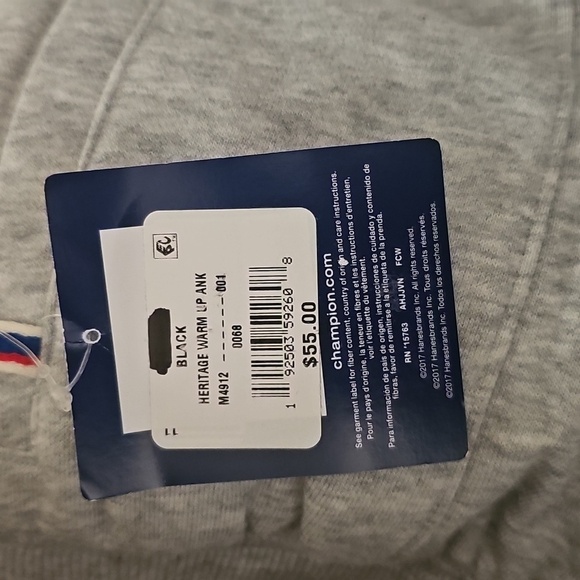 BLACK
HERITAGE WARM UP ANK
M4912 - - - - - - - 001
0068
1 92503 59260 8
$55.00
champion.com
See garment label for fiber content, country of origin and care instructions.
Pour le pays d'origine, la teneur en fibres et les instructions d'entretien,
voir l'etiquette du vêtement.
Para información de pais de origen, instrucciones de cuidado y contenido de
fibras, favor de remitirse a la etiqueta de la prenda.
RN 15763 AHJJVN FCW
©2017 Hanesbrands Inc. All rights reserved.
©2017 Hanesbrands Inc. Tous droits réservés.
©2017 Hanesbrands Inc. Todos los derechos reservados.